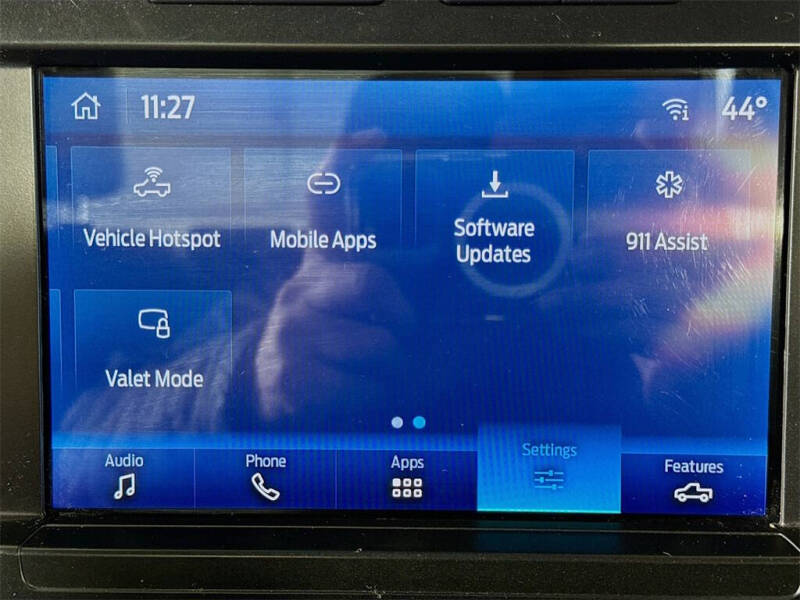 11:27
44°
Vehicle Hotspot
Mobile Apps
Software
Updates
911 Assist
Valet Mode
Audio
Phone
Apps
Settings
Features